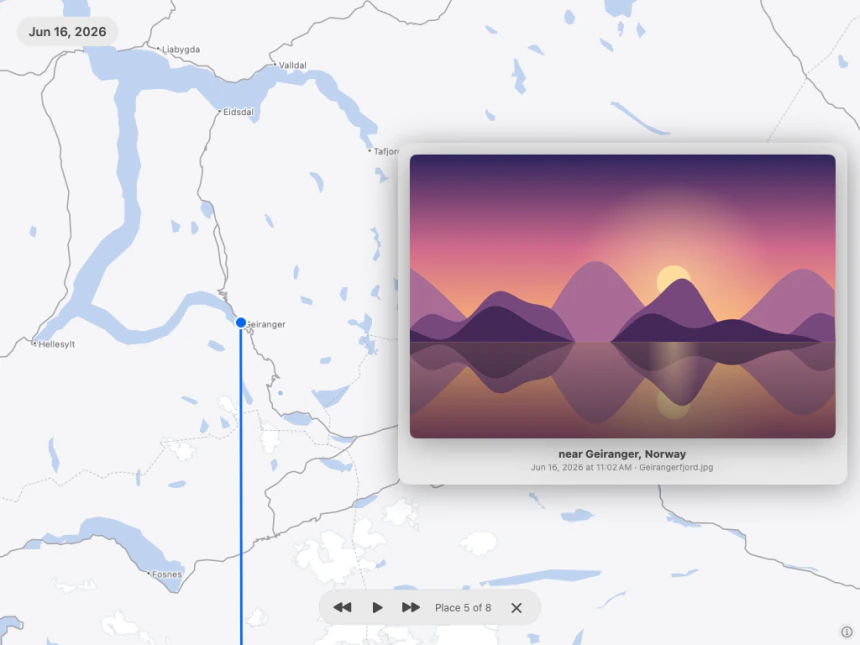 Jun 16, 2026
Liabygda
Valldal
Eidsdal
Geiranger
Hellesylt
near Geiranger, Norway
Jun 16, 2026 at 11:02 AM · Geirangerfjord.jpg
Fosnes
Place 5 of 8